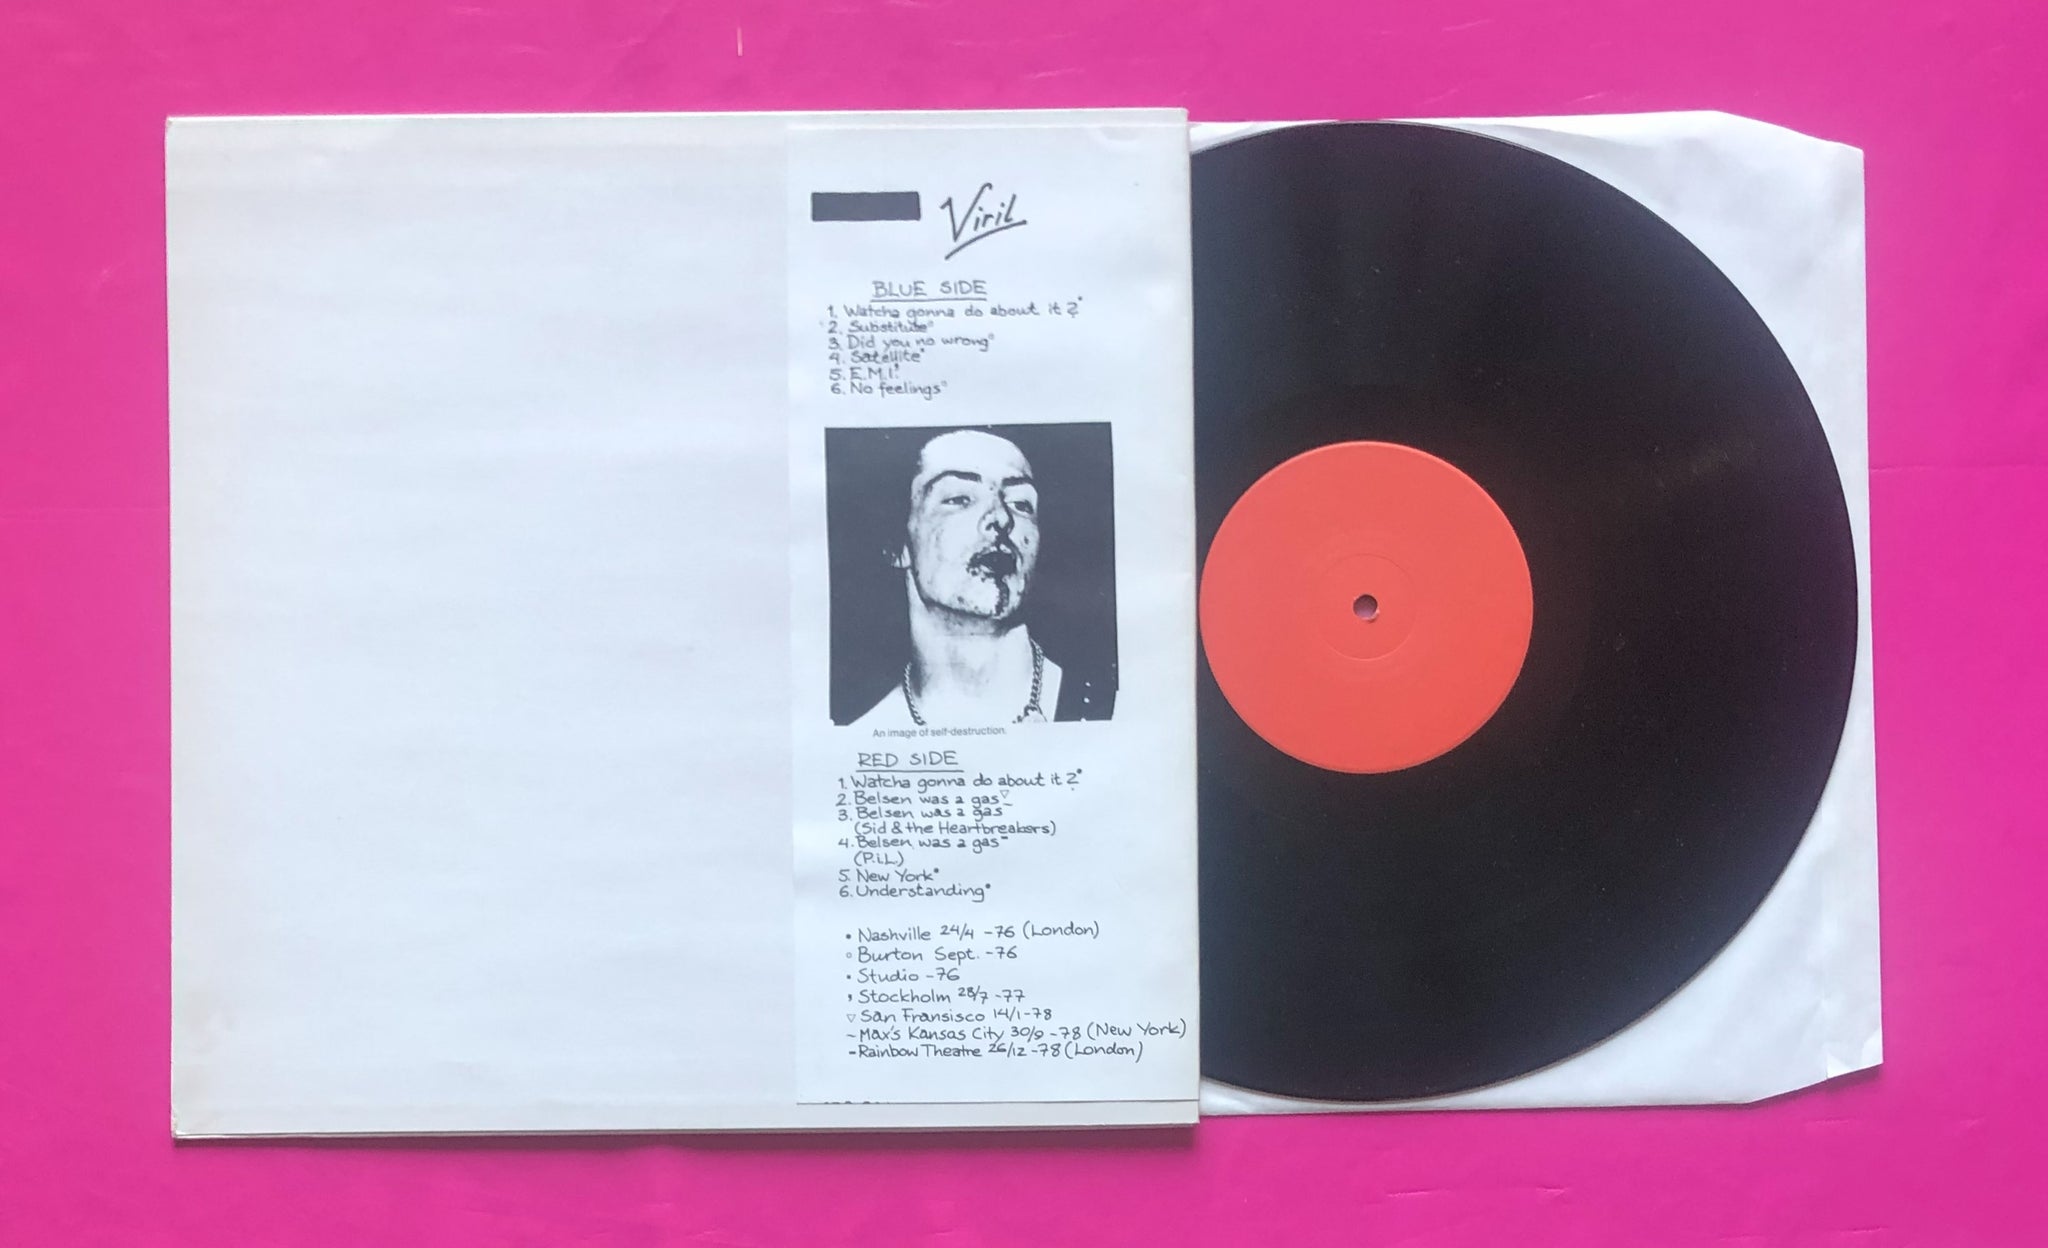 Viril
BLUE SIDE
1. Watcha gonna do about it?•
2. Substitute°
3. Did you no wrong°
4. Satellite•
5. E.M.I.'
6. No feelings°
An image of self-destruction.
RED SIDE
1. Watcha gonna do about it?•
2. Belsen was a gas▽
3. Belsen was a gas~
(Sid & the Heartbreakers)
4. Belsen was a gas-
(P.i.L.)
5. New York•
6. Understanding•
• Nashville 24/4 -76 (London)
° Burton Sept. -76
• Studio -76
, Stockholm 28/7 -77
▽ San Fransisco 14/1-78
~ Max's Kansas City 30/9 -78 (New York)
- Rainbow Theatre 26/12 -78 (London)